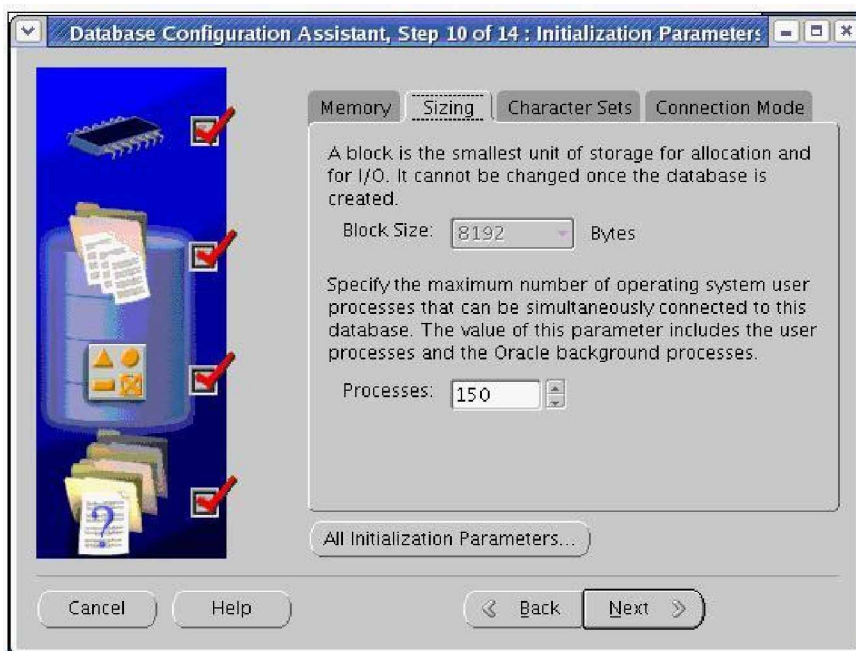 Database Configuration Assistant, Step 10 of 14 : Initialization Parameters
Memory
Sizing
Character Sets
Connection Mode
A block is the smallest unit of storage for allocation and
for I/O. It cannot be changed once the database is
created.
Block Size: 8192 Bytes
Specify the maximum number of operating system user
processes that can be simultaneously connected to this
database. The value of this parameter includes the user
processes and the Oracle background processes.
Processes: 150
?
All Initialization Parameters...
Cancel
Help
Back
Next